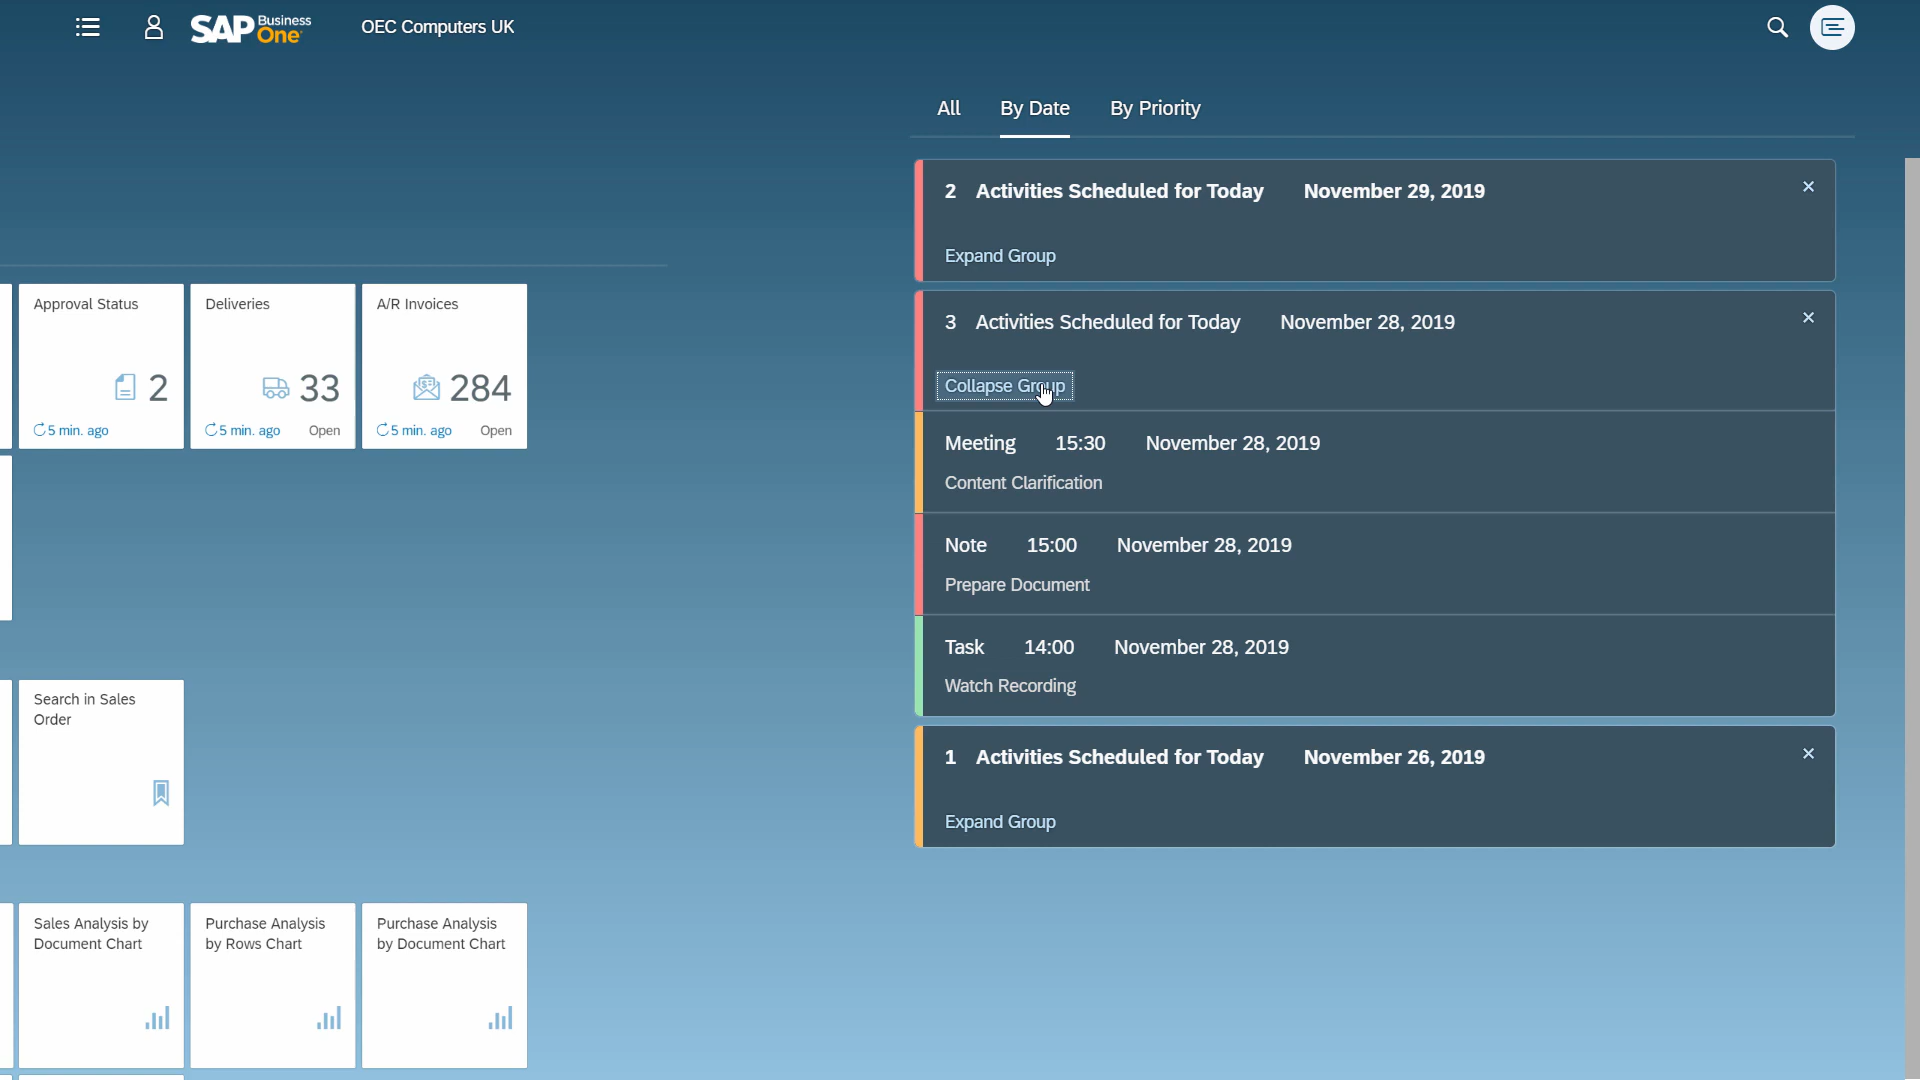 SAP Business One
OEC Computers UK
All By Date By Priority
2 Activities Scheduled for Today November 29, 2019
Expand Group
3 Activities Scheduled for Today November 28, 2019
Collapse Group
Meeting 15:30 November 28, 2019
Content Clarification
Note 15:00 November 28, 2019
Prepare Document
Task 14:00 November 28, 2019
Watch Recording
1 Activities Scheduled for Today November 26, 2019
Expand Group
Approval Status
2
5 min. ago
Deliveries
33
5 min. ago Open
A/R Invoices
284
5 min. ago Open
Search in Sales
Order
Sales Analysis by
Document Chart
Purchase Analysis
by Rows Chart
Purchase Analysis
by Document Chart